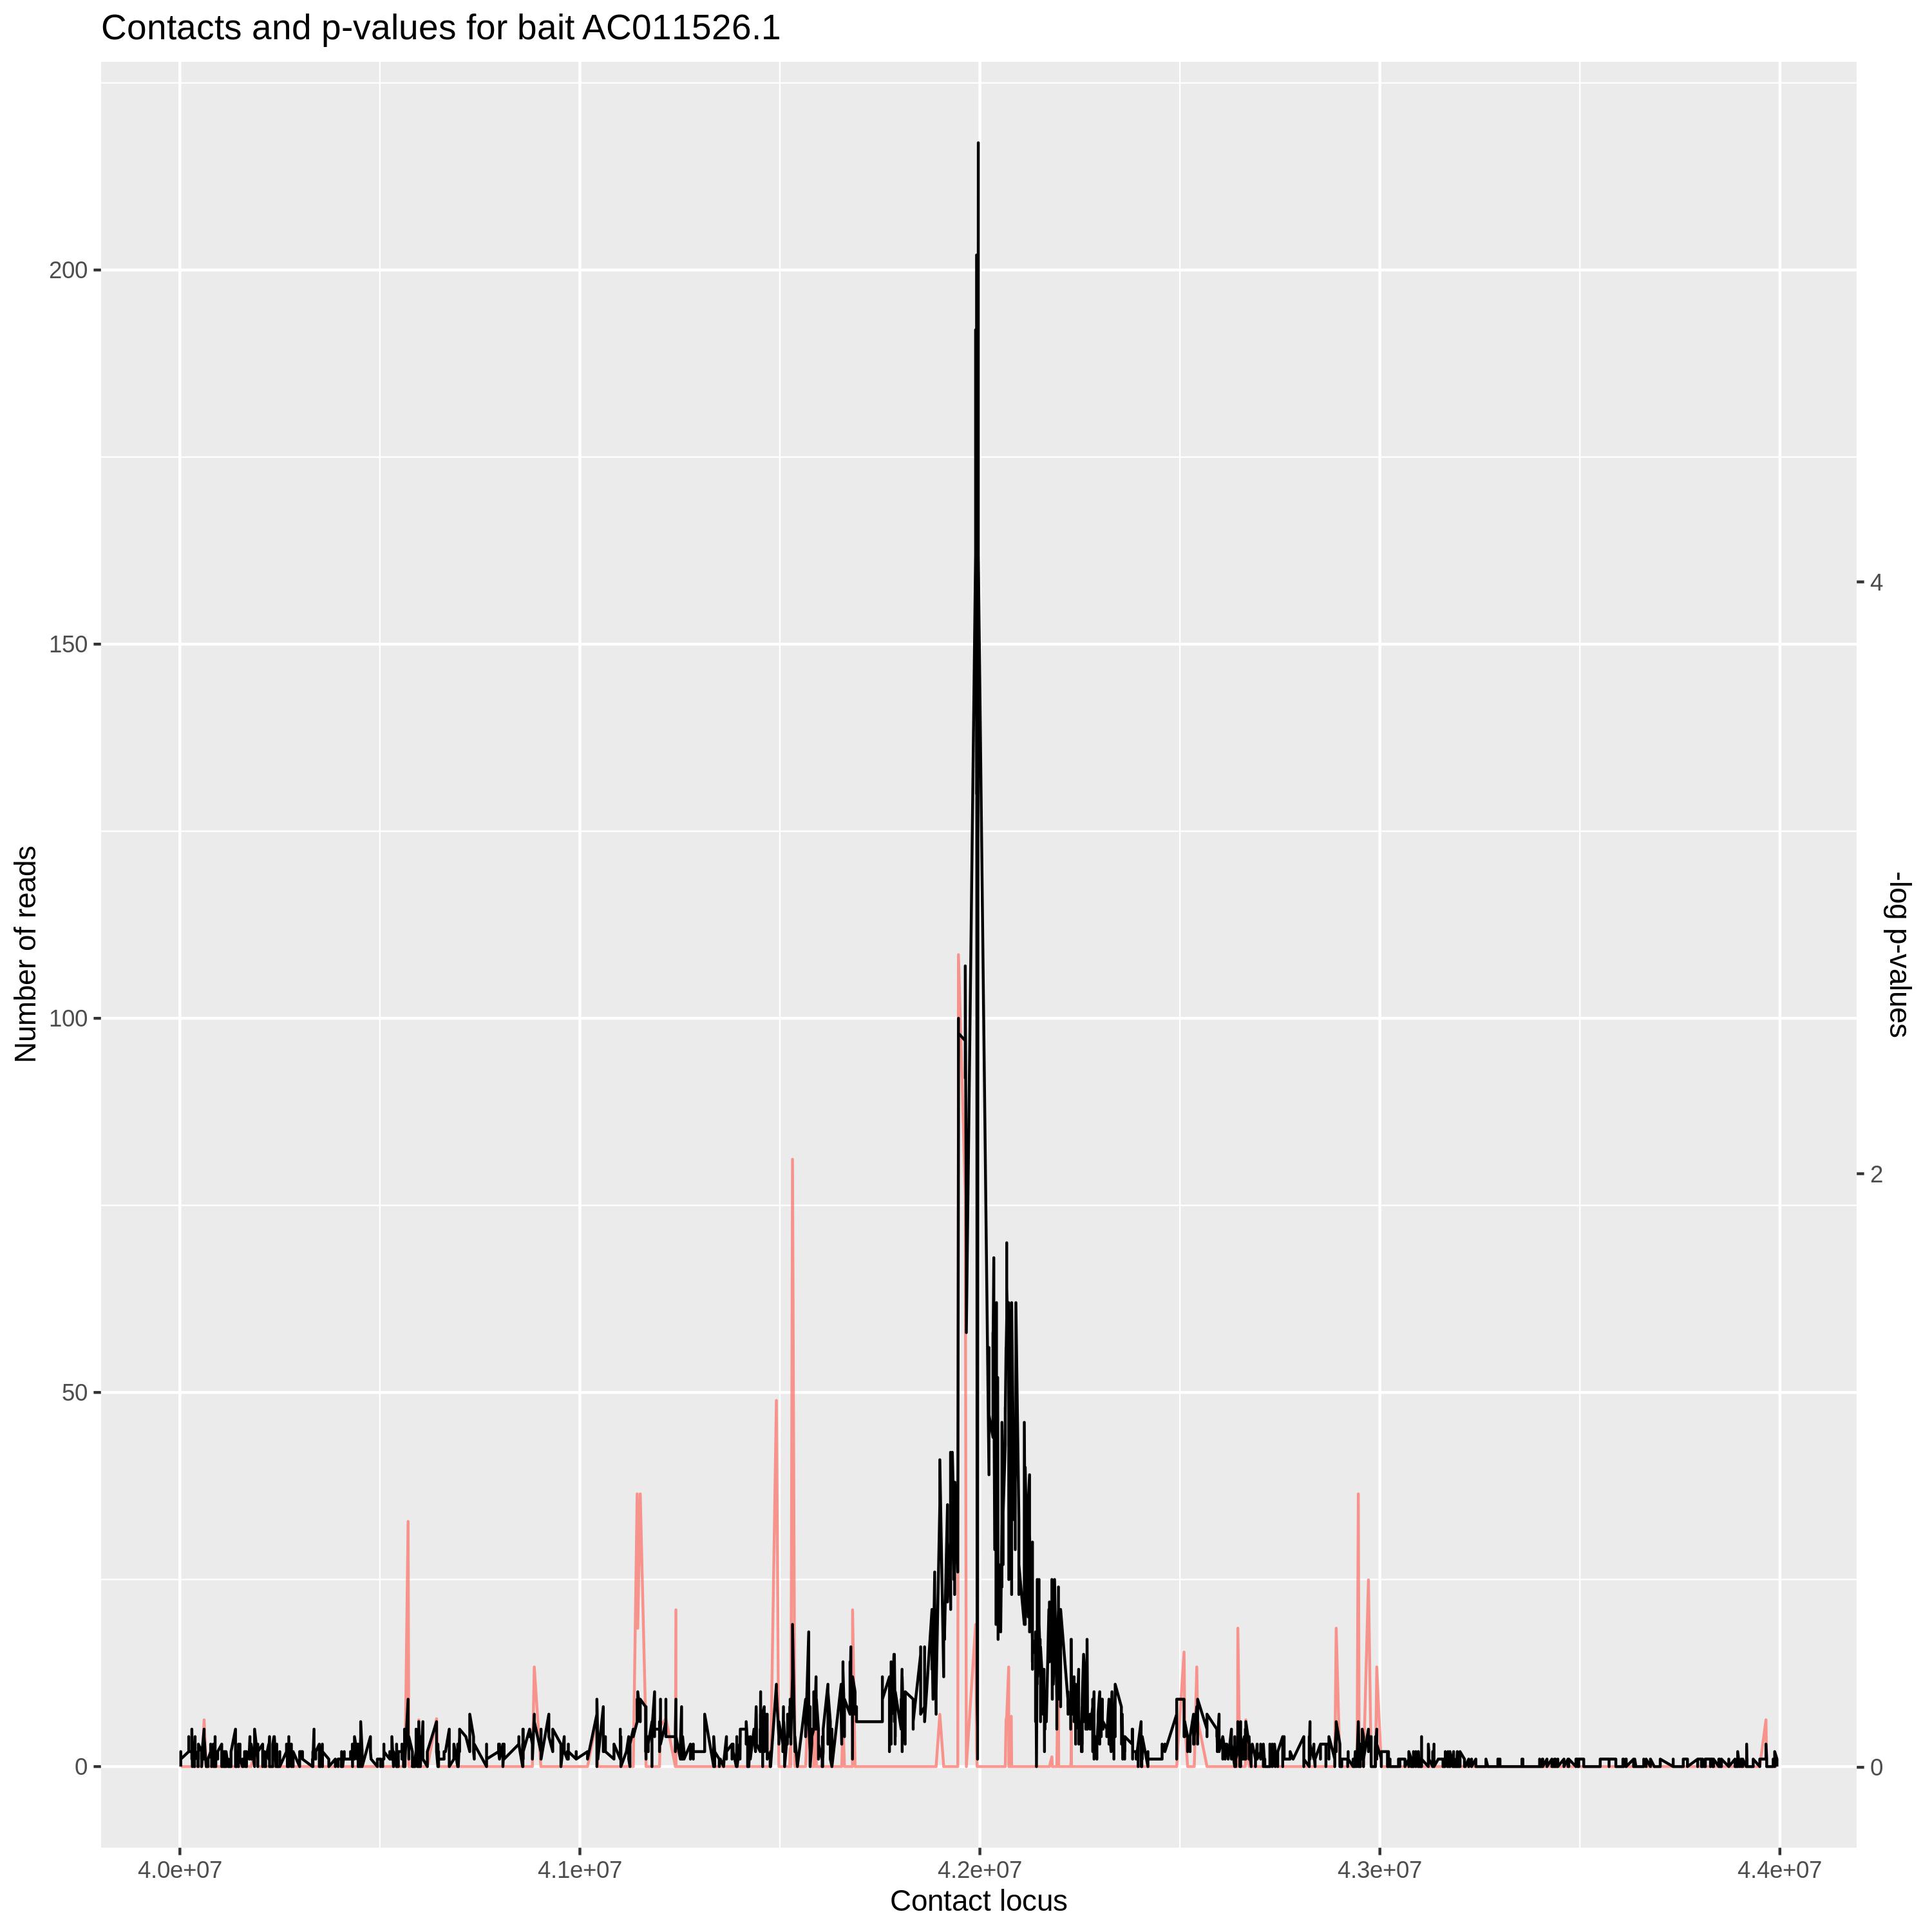 Contacts and p-values for bait AC011526.1
200
150
100
50
0
Number of reads
4
2
0
-log p-values
4.0e+07
4.1e+07
4.2e+07
4.3e+07
4.4e+07
Contact locus